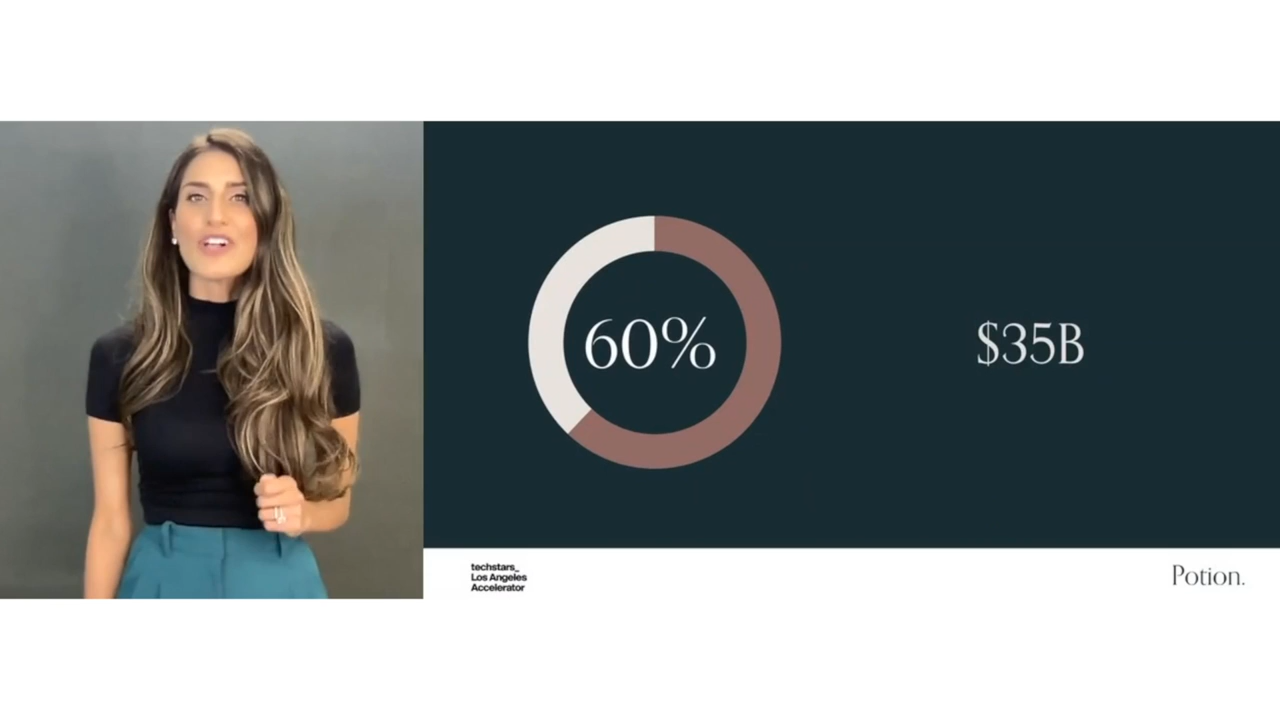 60%
$35B
techstars_
Los Angeles
Accelerator
Potion.